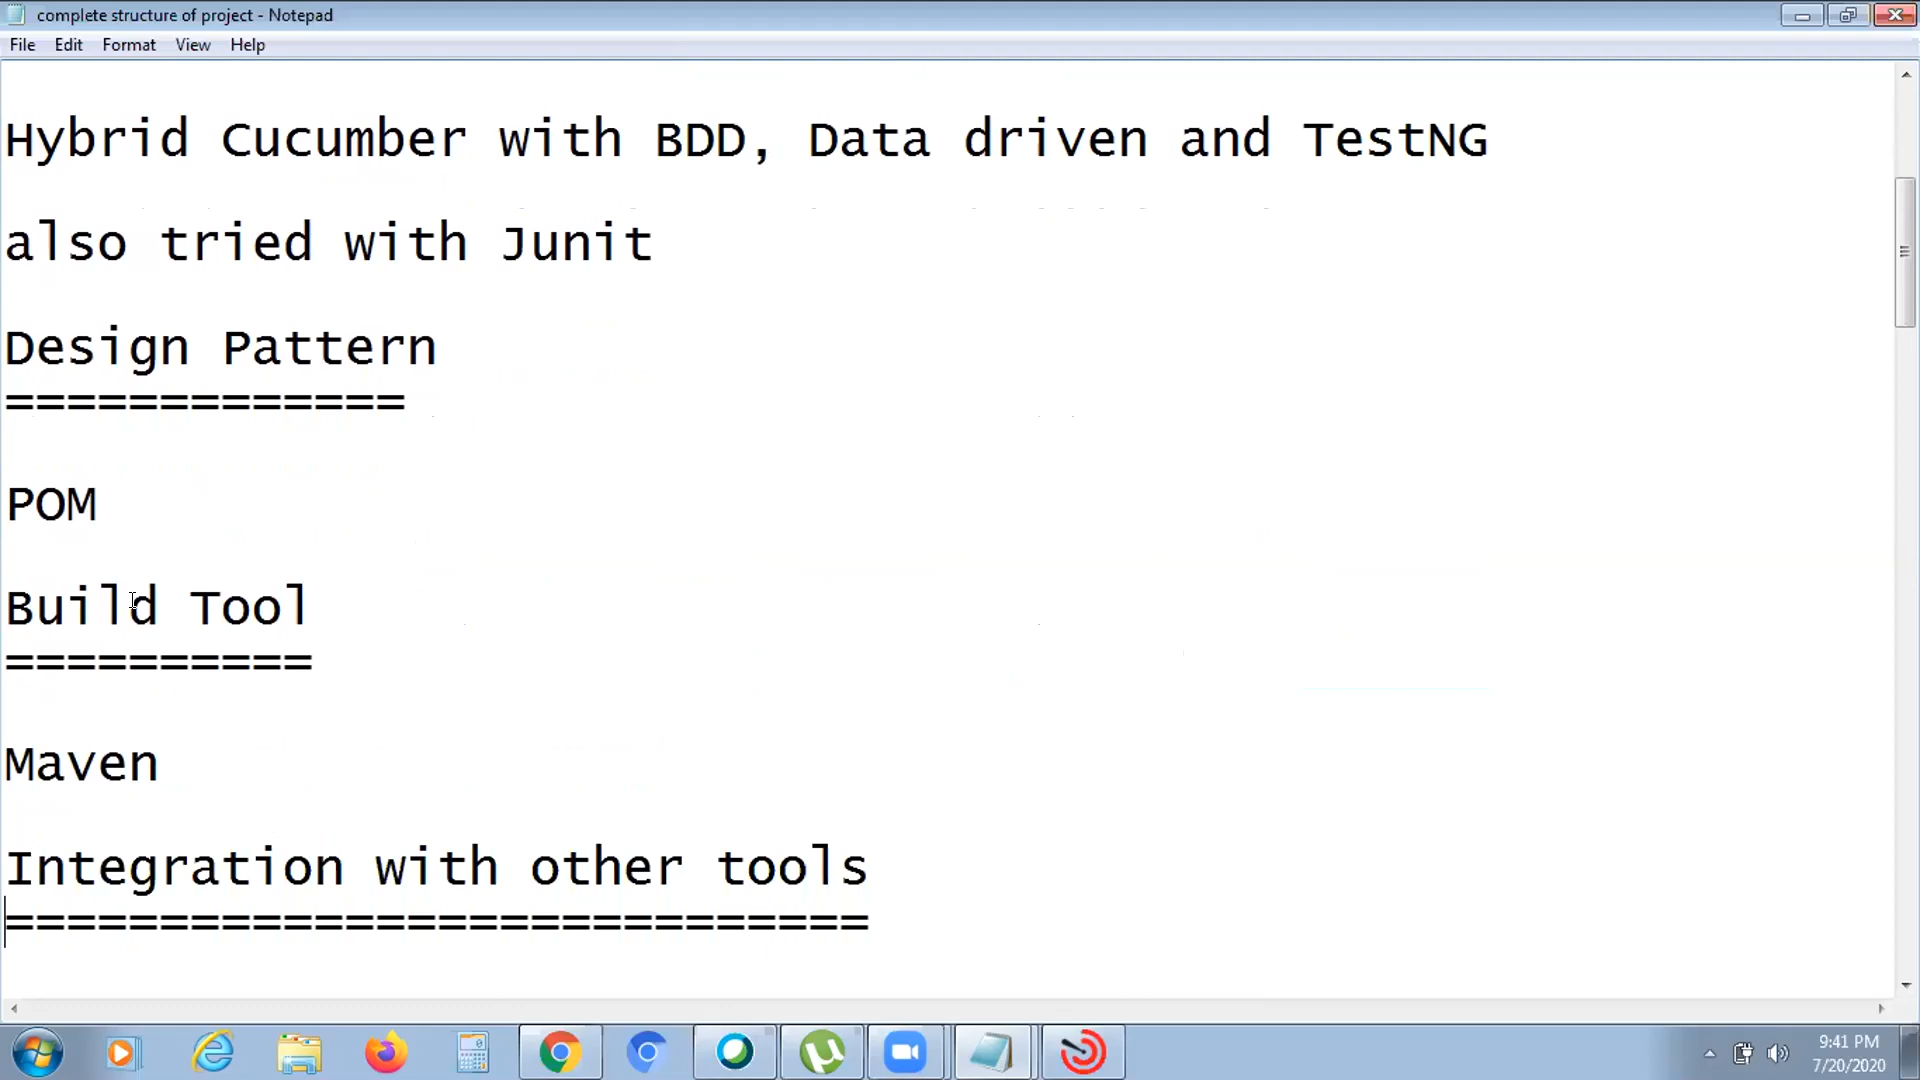 complete structure of project - Notepad
File Edit Format View Help
Hybrid Cucumber with BDD, Data driven and TestNG
also tried with Junit
Design Pattern
=============
POM
Build Tool
==========
Maven
Integration with other tools
============================
9:41 PM
7/20/2020